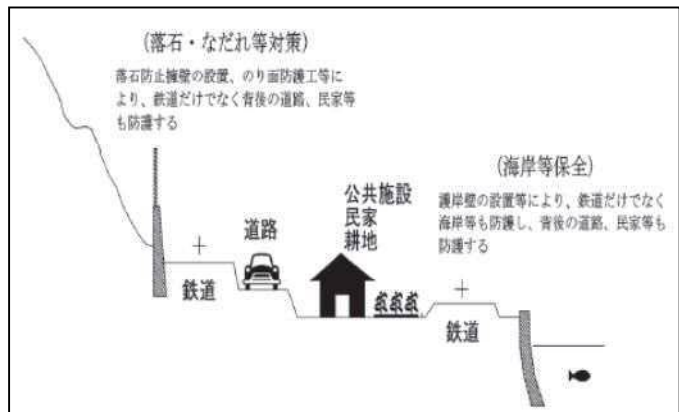 (落石・なだれ等対策)
落石防止擁壁の設置、のり面防護工等に
より、鉄道だけでなく背後の道路、民家等
も防護する
(海岸等保全)
護岸壁の設置等により、鉄道だけでなく
海岸等も防護し、背後の道路、民家等も
防護する
公共施設
民家
耕地
道路
鉄道
鉄道